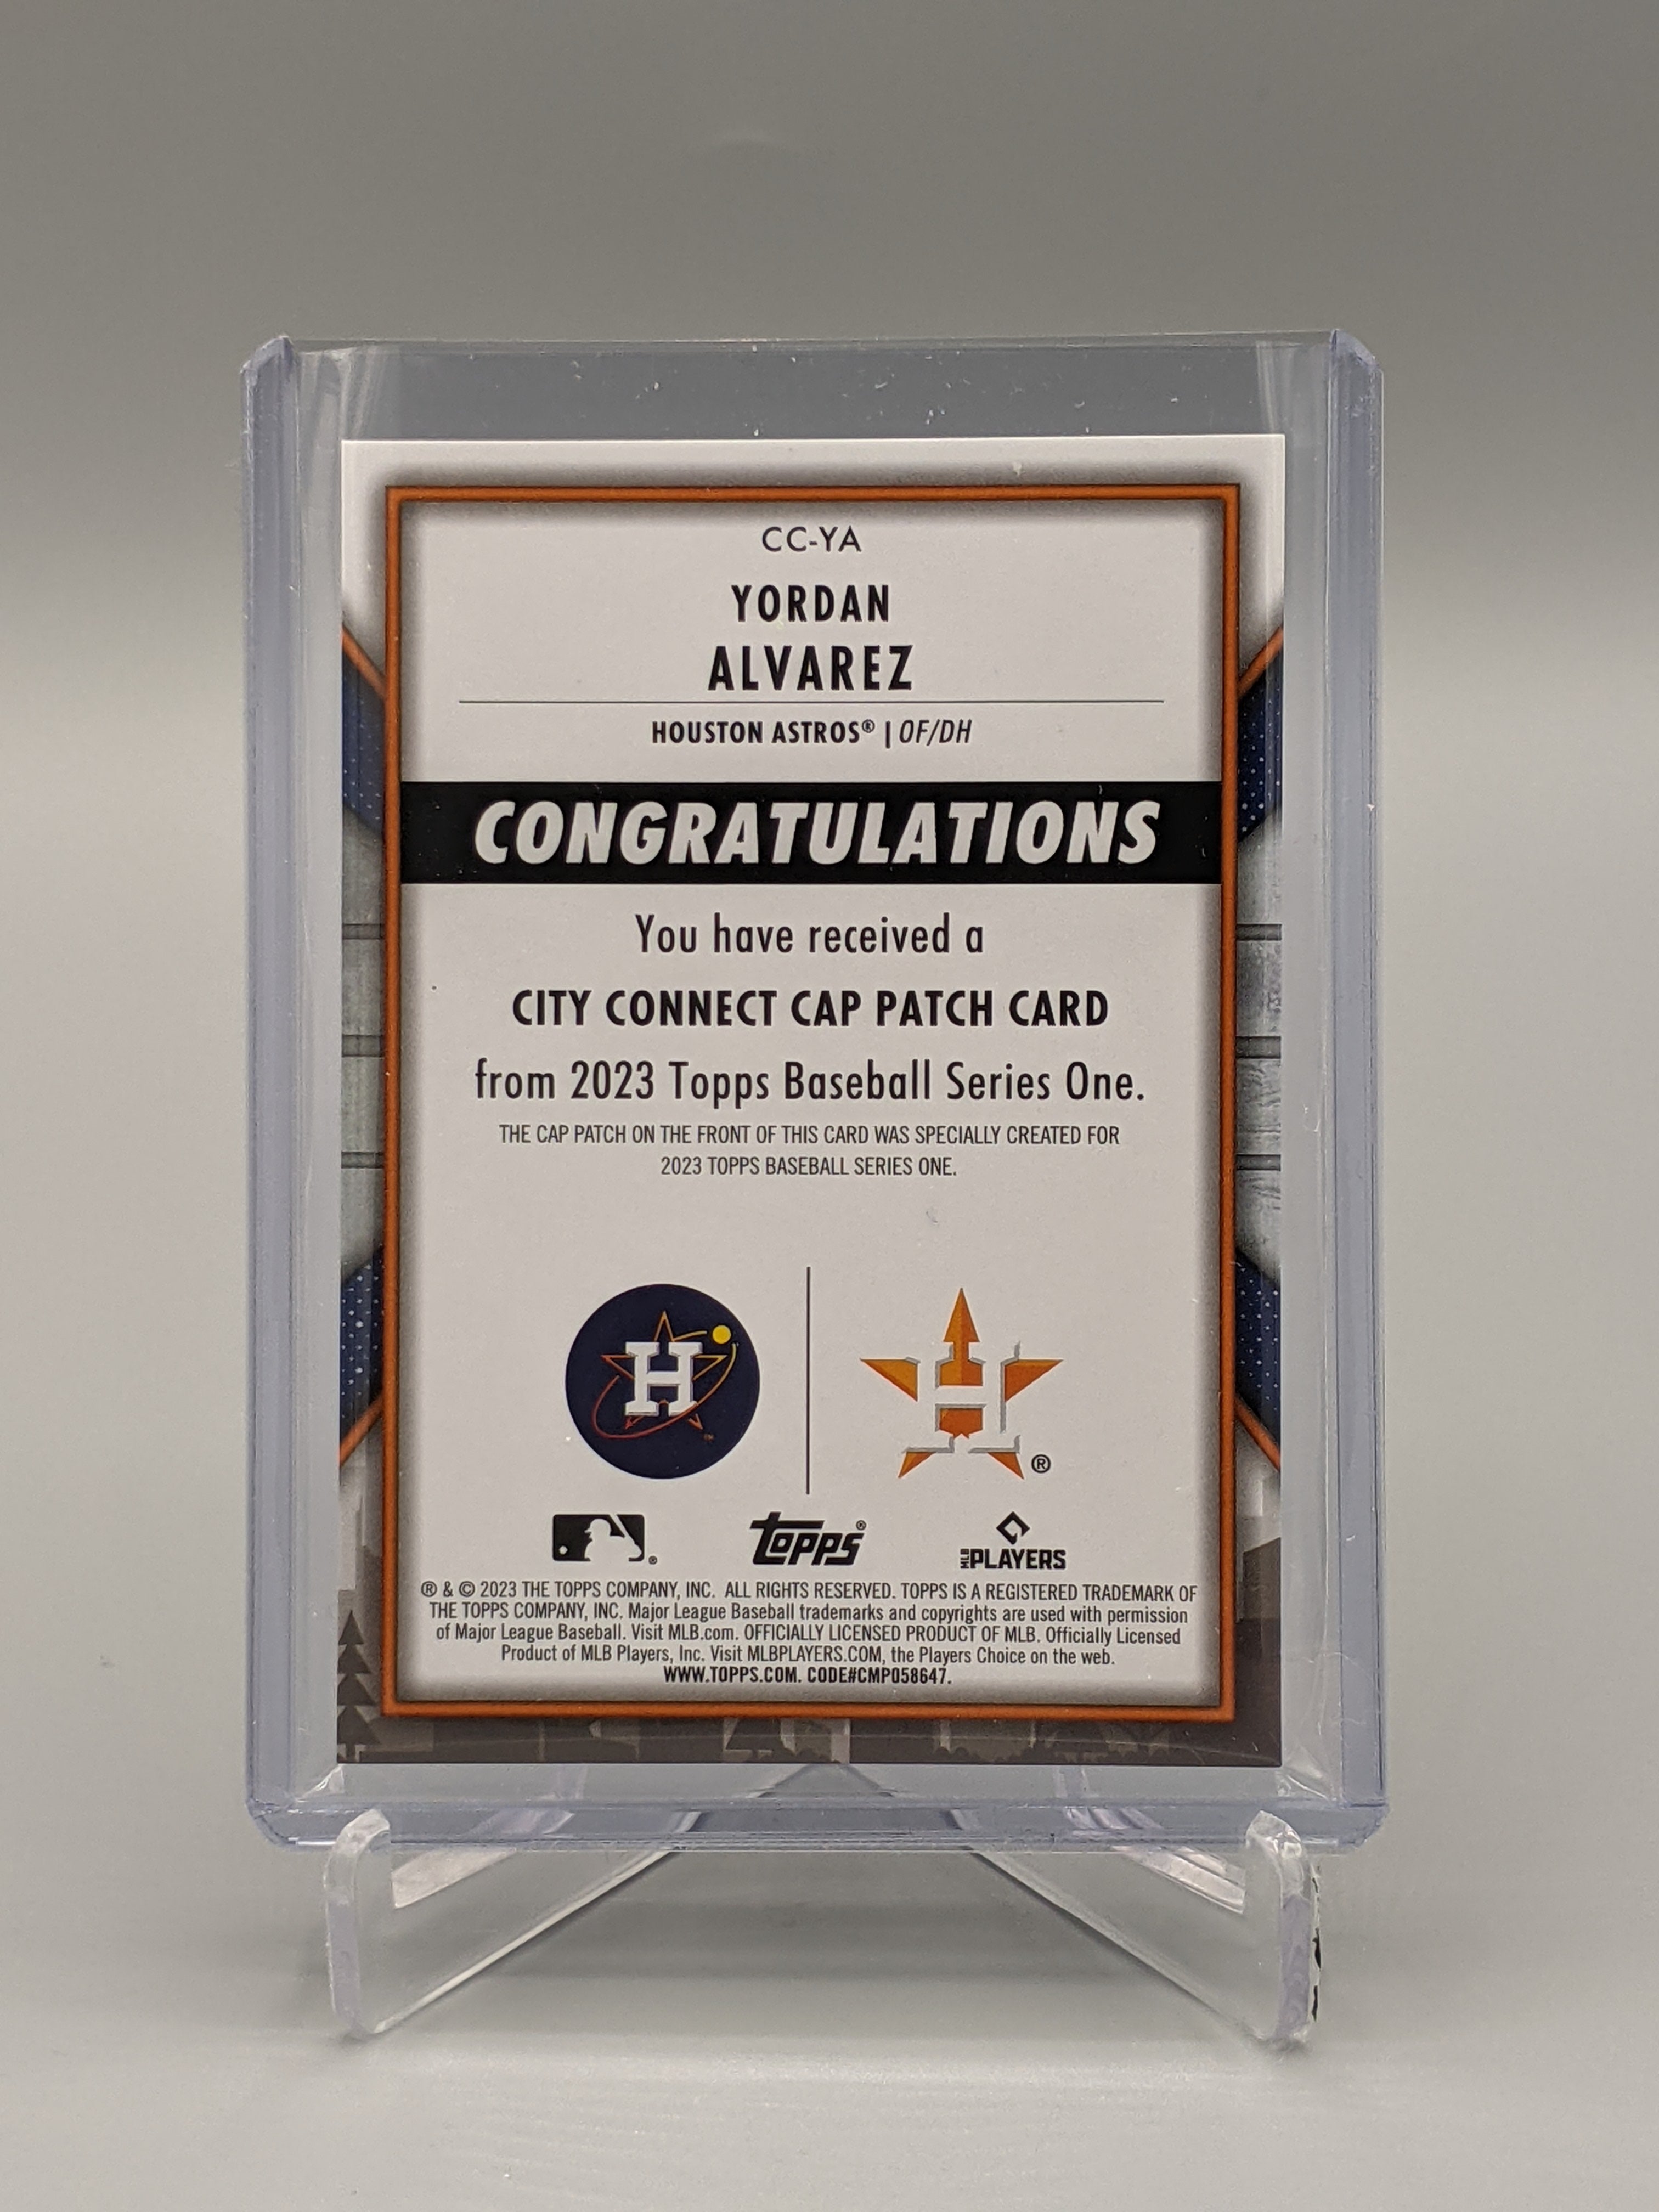 CC-YA
YORDAN
ALVAREZ
HOUSTON ASTROS® | OF/DH
CONGRATULATIONS
You have received a
CITY CONNECT CAP PATCH CARD
from 2023 Topps Baseball Series One.
THE CAP PATCH ON THE FRONT OF THIS CARD WAS SPECIALLY CREATED FOR
2023 TOPPS BASEBALL SERIES ONE.
H ™
H ®
® topps® MLB PLAYERS
® & © 2023 THE TOPPS COMPANY, INC. ALL RIGHTS RESERVED. TOPPS IS A REGISTERED TRADEMARK OF
THE TOPPS COMPANY, INC. Major League Baseball trademarks and copyrights are used with permission
of Major League Baseball. Visit MLB.com. OFFICIALLY LICENSED PRODUCT OF MLB. Officially Licensed
Product of MLB Players, Inc. Visit MLBPLAYERS.COM, the Players Choice on the web.
WWW.TOPPS.COM. CODE#CMP058647.